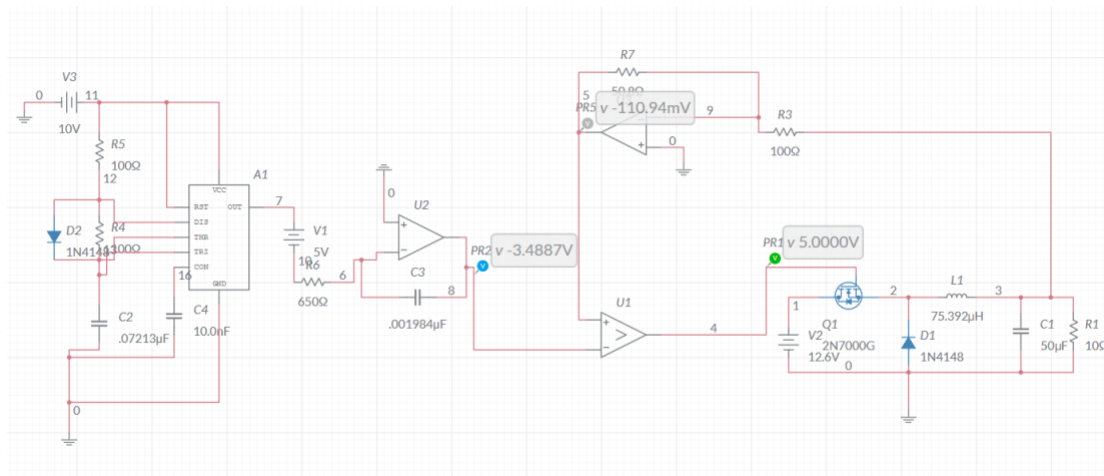 V3
0
11
10V
R5
100Ω
12
A1
VCC
RST
OUT
DIS
THR
TRI
CON
GND
7
D2
1N4148
R4
16
C2
.07213μF
C4
10.0nF
0
V1
5V
R6
650Ω
6
0
U2
C3
8
.001984μF
PR2
v -3.4887V
R7
5
PR5
v -110.94mV
9
0
R3
100Ω
U1
4
PR1
v 5.0000V
1
Q1
2N7000G
V2
12.6V
0
2
D1
1N4148
L1
75.392μH
3
C1
50μF
R1